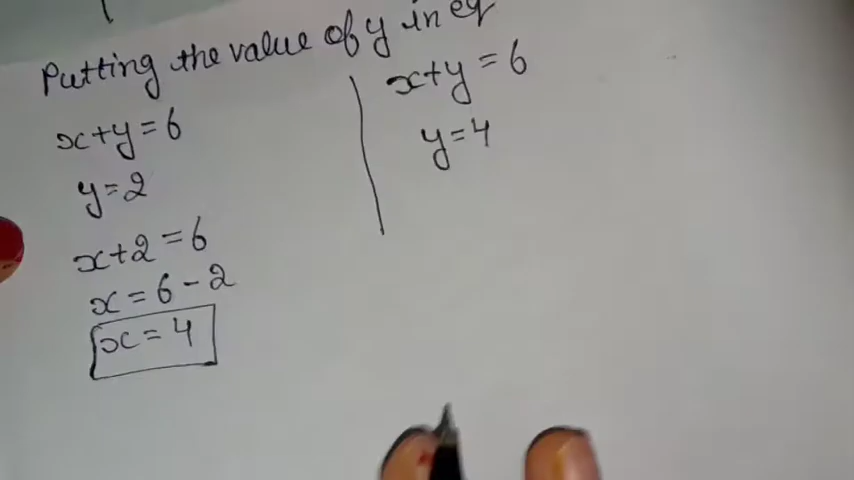 Putting the value of y in eq
x+y=6
y=2
x+2=6
x=6-2
x=4
x+y=6
y=4